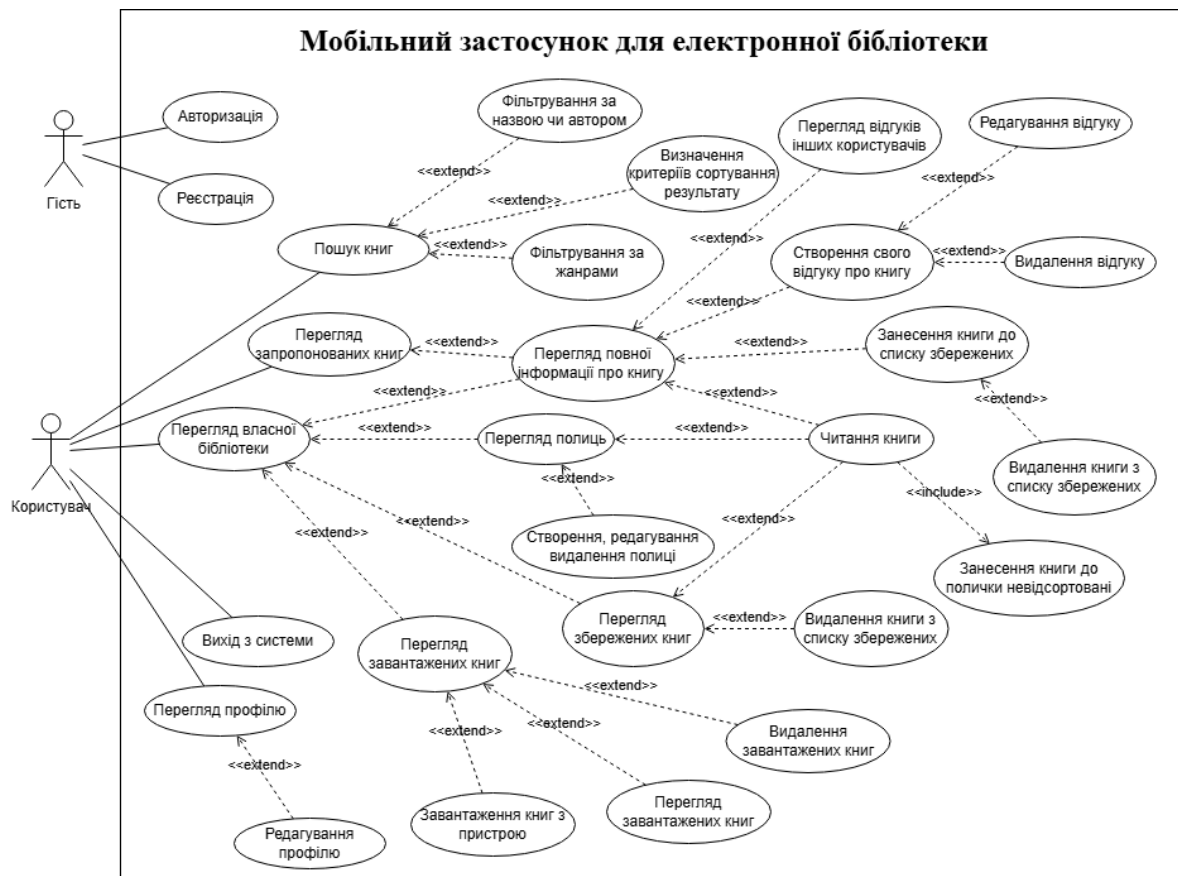 Мобільний застосунок для електронної бібліотеки
Гість
Авторизація
Реєстрація
Фільтрування за
назвою чи автором
<<extend>>
Визначення
критеріїв сортування
результату
<<extend>>
Пошук книг
<<extend>>
Фільтрування за
жанрами
Перегляд відгуків
інших користувачів
<<extend>>
Редагування відгуку
<<extend>>
Створення свого
відгуку про книгу
<<extend>>
Видалення відгуку
<<extend>>
Перегляд
запропонованих книг
<<extend>>
Перегляд повної
інформації про книгу
<<extend>>
Занесення книги до
списку збережених
<<extend>>
<<extend>>
<<extend>>
Користувач
Перегляд власної
бібліотеки
<<extend>>
Перегляд полиць
<<extend>>
Читання книги
Видалення книги з
списку збережених
<<extend>>
<<include>>
<<extend>>
<<extend>>
<<extend>>
Створення, редагування
видалення полиці
Занесення книги до
полички невідсортовані
Вихід з системи
Перегляд
завантажених книг
Перегляд
збережених книг
<<extend>>
Видалення книги з
списку збережених
<<extend>>
Перегляд профілю
<<extend>>
<<extend>>
<<extend>>
Видалення
завантажених книг
Редагування
профілю
Завантаження книг з
пристрою
Перегляд
завантажених книг